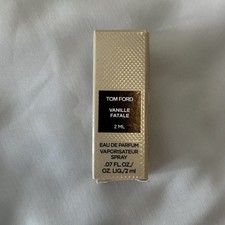 TOM FORD
VANILLE
FATALE
2 ML
EAU DE PARFUM
VAPORISATEUR
SPRAY
.07 FL.OZ./
OZ. LIQ./2 ml